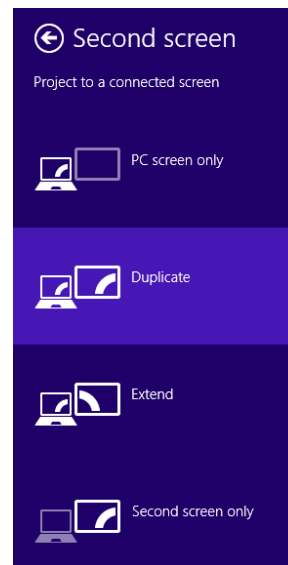 Second screen
Project to a connected screen
PC screen only
Duplicate
Extend
Second screen only